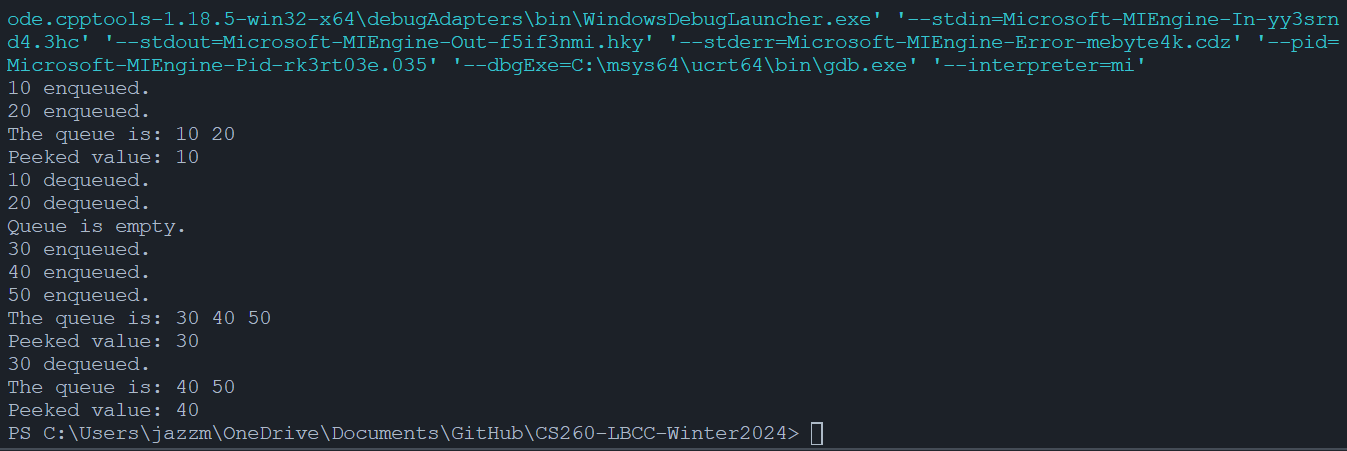 ode.cpptools-1.18.5-win32-x64\debugAdapters\bin\WindowsDebugLauncher.exe' '--stdin=Microsoft-MIEngine-In-yy3srn
d4.3hc' '--stdout=Microsoft-MIEngine-Out-f5if3nmi.hky' '--stderr=Microsoft-MIEngine-Error-mebyte4k.cdz' '--pid=
Microsoft-MIEngine-Pid-rk3rt03e.035' '--dbgExe=C:\msys64\ucrt64\bin\gdb.exe' '--interpreter=mi'
10 enqueued.
20 enqueued.
The queue is: 10 20
Peeked value: 10
10 dequeued.
20 dequeued.
Queue is empty.
30 enqueued.
40 enqueued.
50 enqueued.
The queue is: 30 40 50
Peeked value: 30
30 dequeued.
The queue is: 40 50
Peeked value: 40
PS C:\Users\jazzm\OneDrive\Documents\GitHub\CS260-LBCC-Winter2024>